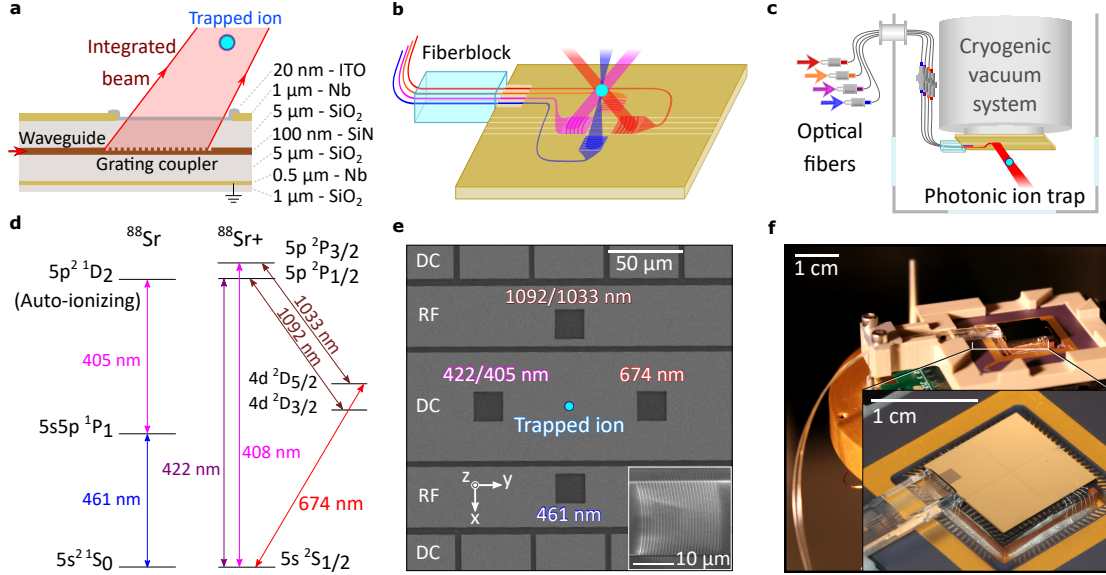 a
Trapped ion
Integrated
beam
20 nm - ITO
1 µm - Nb
5 µm - SiO2
100 nm - SiN
5 µm - SiO2
0.5 µm - Nb
1 µm - SiO2
Waveguide
Grating coupler
b
Fiberblock
c
Cryogenic
vacuum
system
Optical
fibers
Photonic ion trap
d
88Sr
88Sr+
5p2 1D2
(Auto-ionizing)
5p 2P3/2
5p 2P1/2
1033 nm
1092 nm
405 nm
4d 2D5/2
4d 2D3/2
5s5p 1P1
408 nm
422 nm
461 nm
674 nm
5s2 1S0
5s 2S1/2
e
DC
50 µm
1092/1033 nm
RF
422/405 nm
674 nm
DC
Trapped ion
z
y
x
RF
461 nm
DC
10 µm
f
1 cm
1 cm